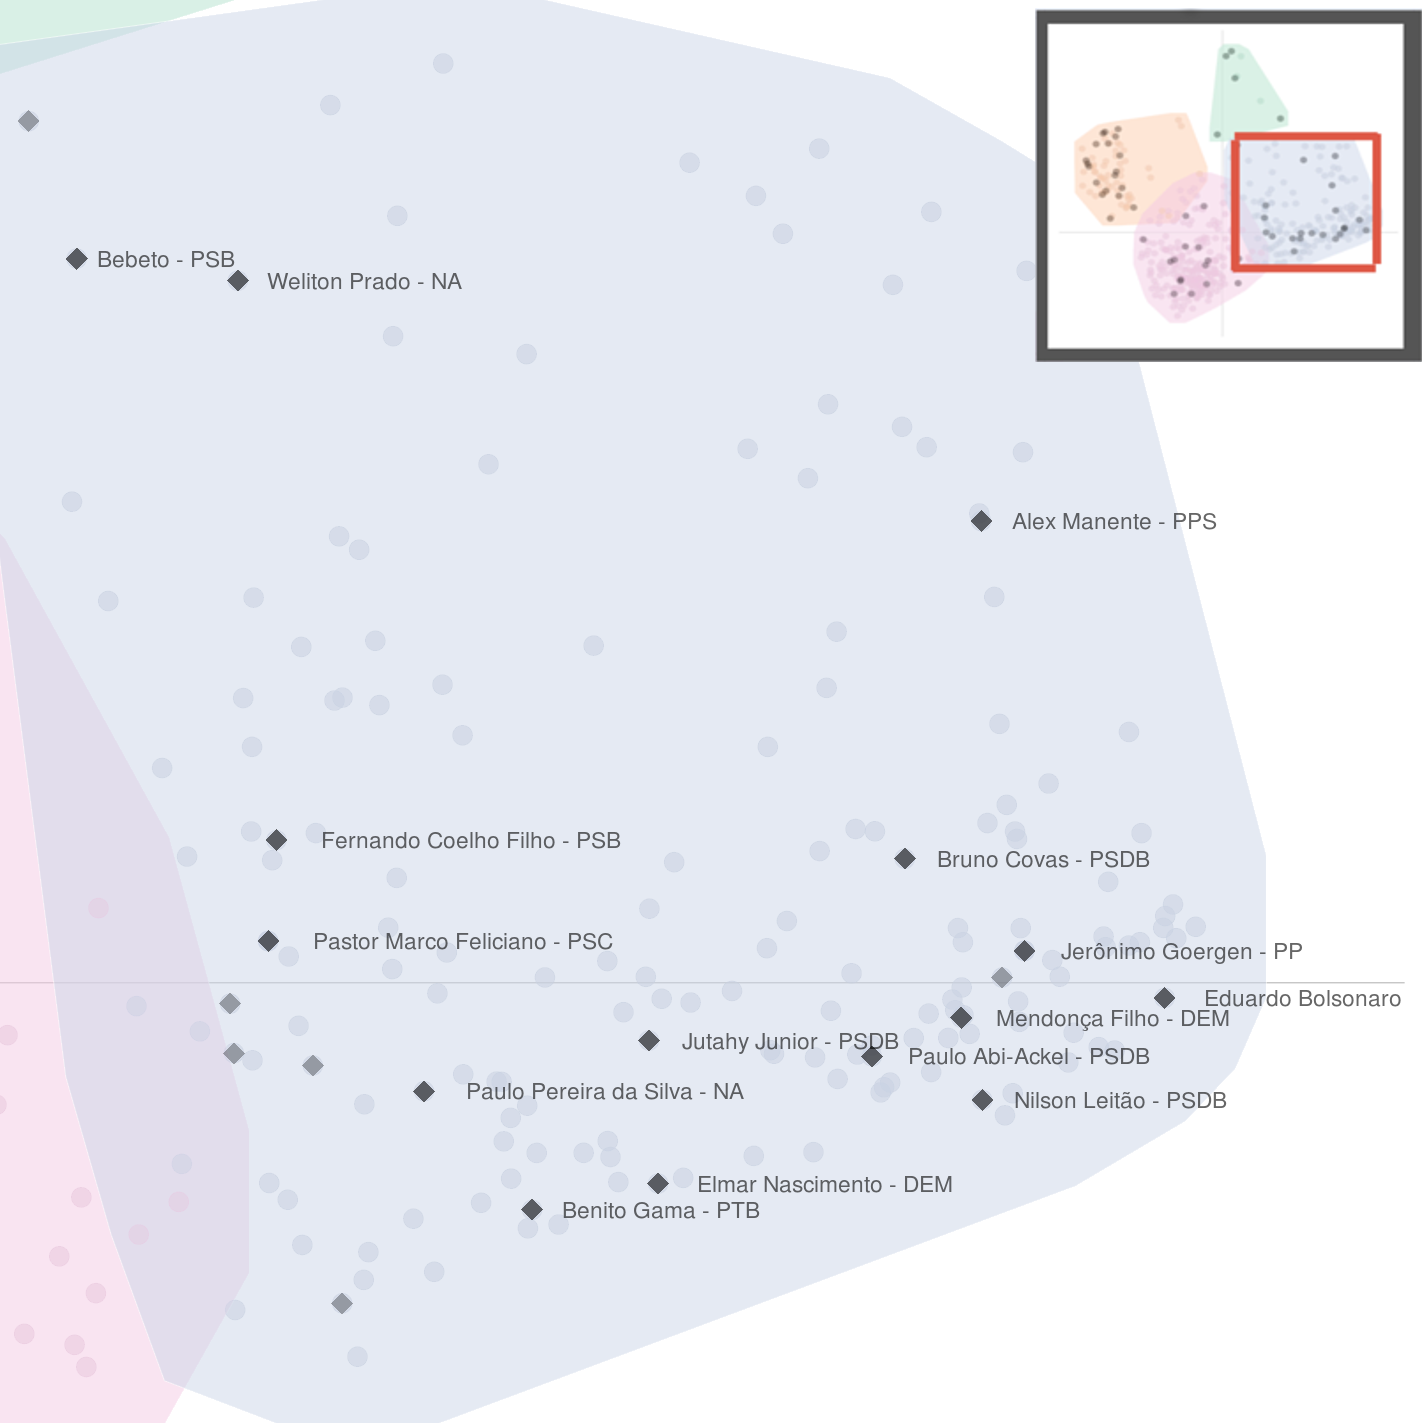 Bebeto - PSB
Weliton Prado - NA
Alex Manente - PPS
Fernando Coelho Filho - PSB
Bruno Covas - PSDB
Pastor Marco Feliciano - PSC
Jerônimo Goergen - PP
Eduardo Bolsonaro
Mendonça Filho - DEM
Jutahy Junior - PSDB
Paulo Abi-Ackel - PSDB
Paulo Pereira da Silva - NA
Nilson Leitão - PSDB
Elmar Nascimento - DEM
Benito Gama - PTB